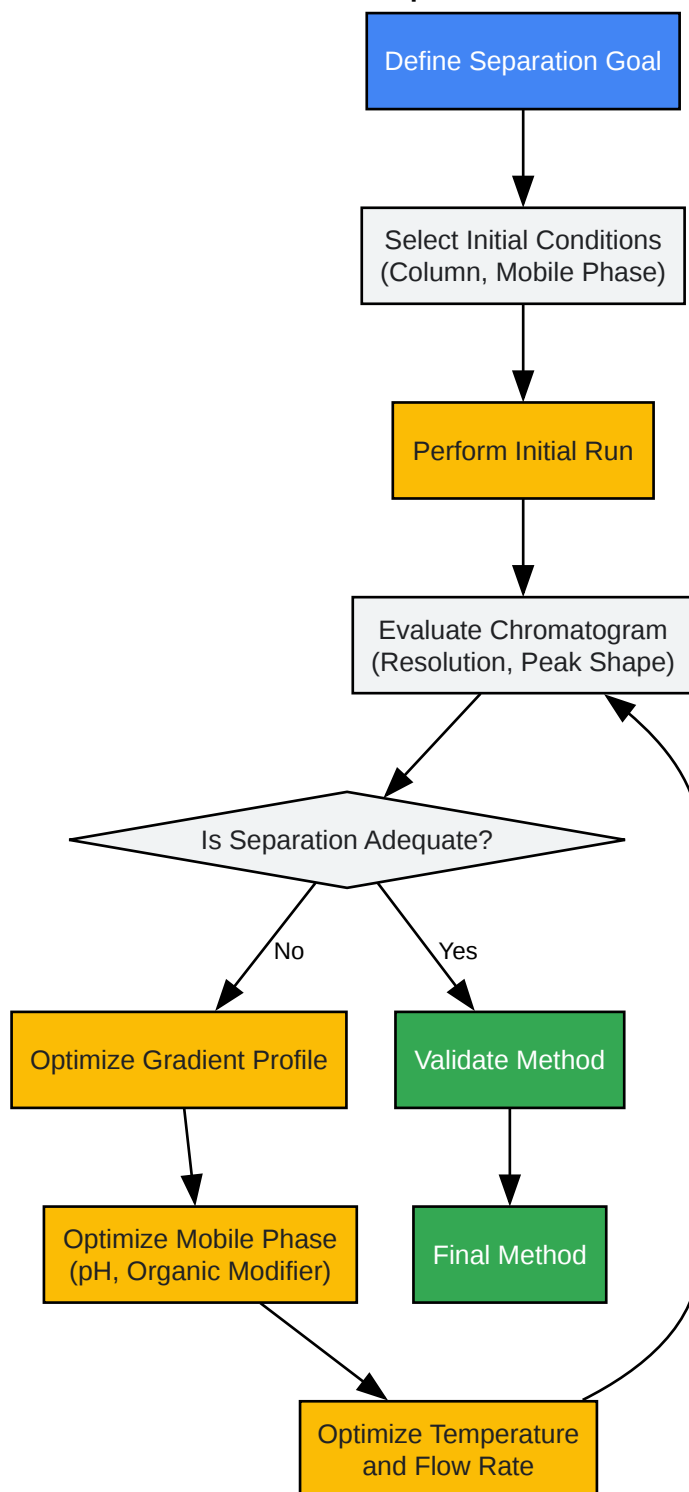 Define Separation Goal
Select Initial Conditions
(Column, Mobile Phase)
Perform Initial Run
Evaluate Chromatogram
(Resolution, Peak Shape)
Is Separation Adequate?
No
Yes
Optimize Gradient Profile
Validate Method
Optimize Mobile Phase
(pH, Organic Modifier)
Final Method
Optimize Temperature
and Flow Rate